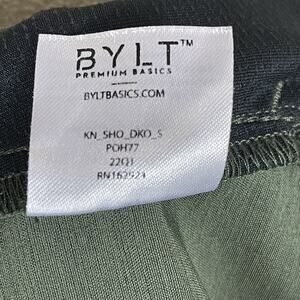 BYLT™
PREMIUM BASICS
BYLTBASICS.COM
KN_SHO_DKO_S
POH77
22Q1
RN162924